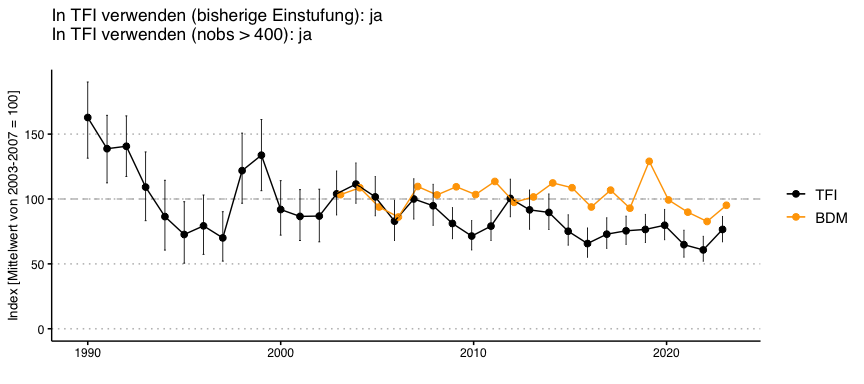 In TFI verwenden (bisherige Einstufung): ja
In TFI verwenden (nobs > 400): ja
Index [Mittelwert von 2003-2007 = 100]
150
100
50
0
1990
2000
2010
2020
TFI
BDM